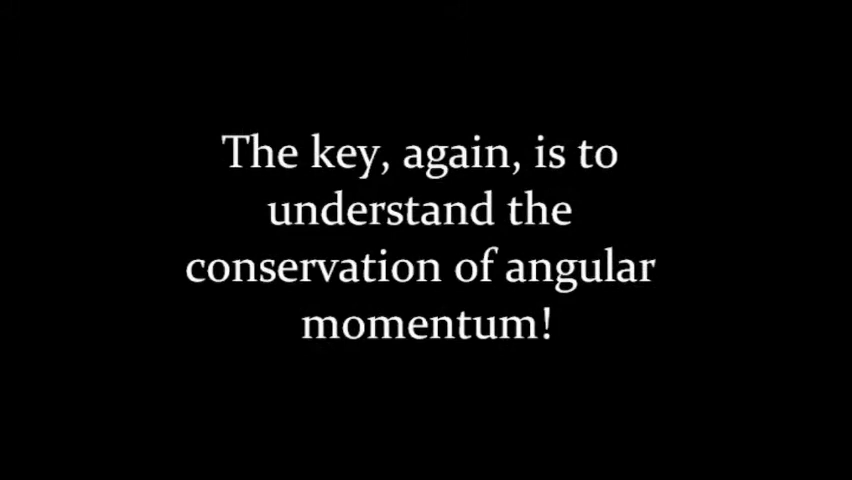 The key, again, is to
understand the
conservation of angular
momentum!